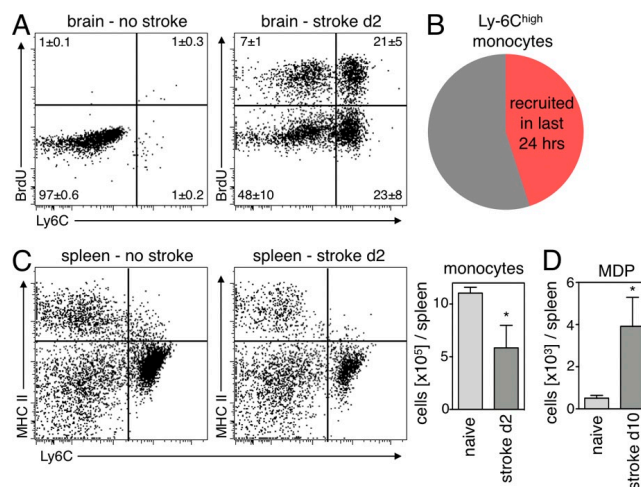 A
brain - no stroke
brain - stroke d2
1±0.1
1±0.3
97±0.6
1±0.2
7±1
21±5
48±10
23±8
BrdU
BrdU
Ly6C
B
Ly-6Chigh
monocytes
recruited
in last
24 hrs
C
spleen - no stroke
spleen - stroke d2
MHC II
MHC II
Ly6C
monocytes
cells [x10⁵] / spleen
10
5
0
*
naive
stroke d2
D
MDP
cells [x10³] / spleen
6
4
2
0
*
naive
stroke d10